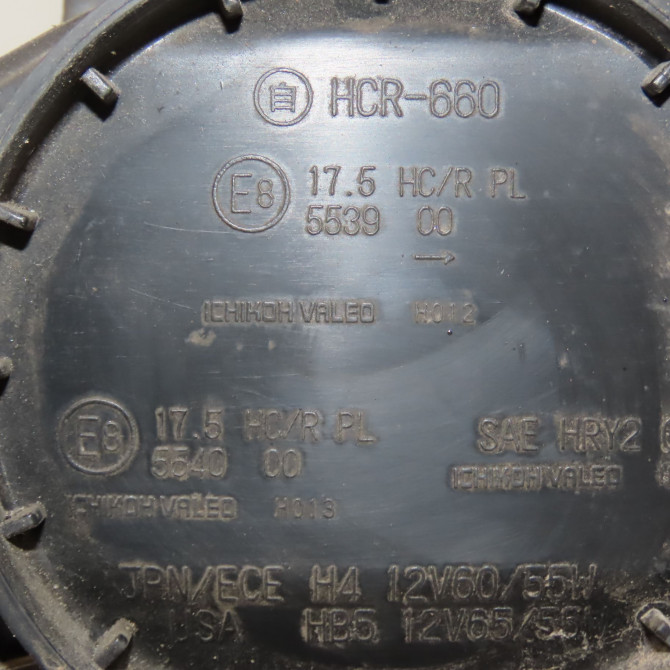 自 HCR-660
E8 17.5 HC/R PL
5539 00
→
ICHIKOH VALEO H012
E8 17.5 HC/R PL
5540 00
ICHIKOH VALEO H013
SAE HRY2
ICHIKOH VALEO
JPN/ECE H4 12V60/55W
USA HB5 12V65/55W